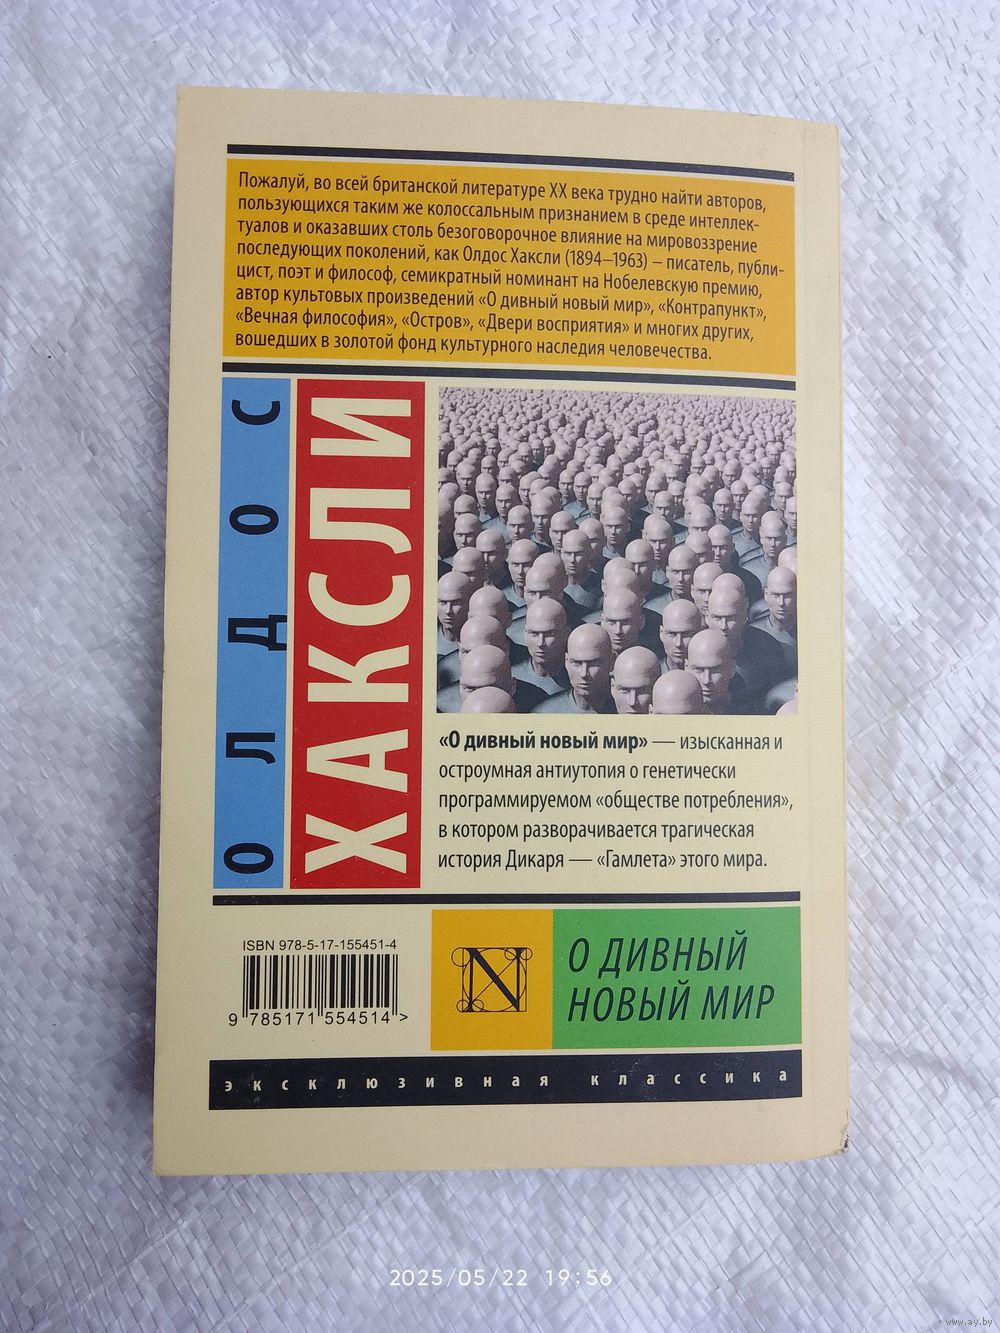 Пожалуй, во всей британской литературе XX века трудно найти авторов,
пользующихся таким же колоссальным признанием в среде интеллек-
туалов и оказавших столь безоговорочное влияние на мировоззрение
последующих поколений, как Олдос Хаксли (1894–1963) – писатель, публи-
цист, поэт и философ, семикратный номинант на Нобелевскую премию,
автор культовых произведений «О дивный новый мир», «Контрапункт»,
«Вечная философия», «Остров», «Двери восприятия» и многих других,
вошедших в золотой фонд культурного наследия человечества.
ОЛДОС
ХАКСЛИ
«О дивный новый мир» — изысканная и
остроумная антиутопия о генетически
программируемом «обществе потребления»,
в котором разворачивается трагическая
история Дикаря — «Гамлета» этого мира.
ISBN 978-5-17-155451-4
9 785171 554514 >
N
О ДИВНЫЙ
НОВЫЙ МИР
эксклюзивная классика
2025/05/22 19:56
www.ay.by